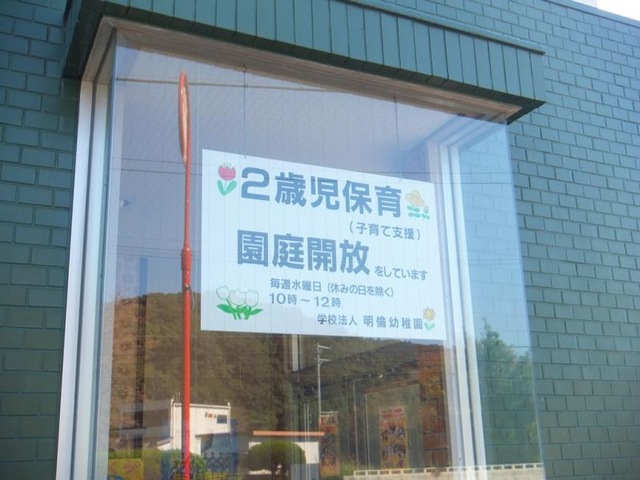 2歳児保育
(子育て支援)
園庭開放をしています
毎週水曜日(休みの日を除く)
10時～12時
学校法人 明倫幼稚園